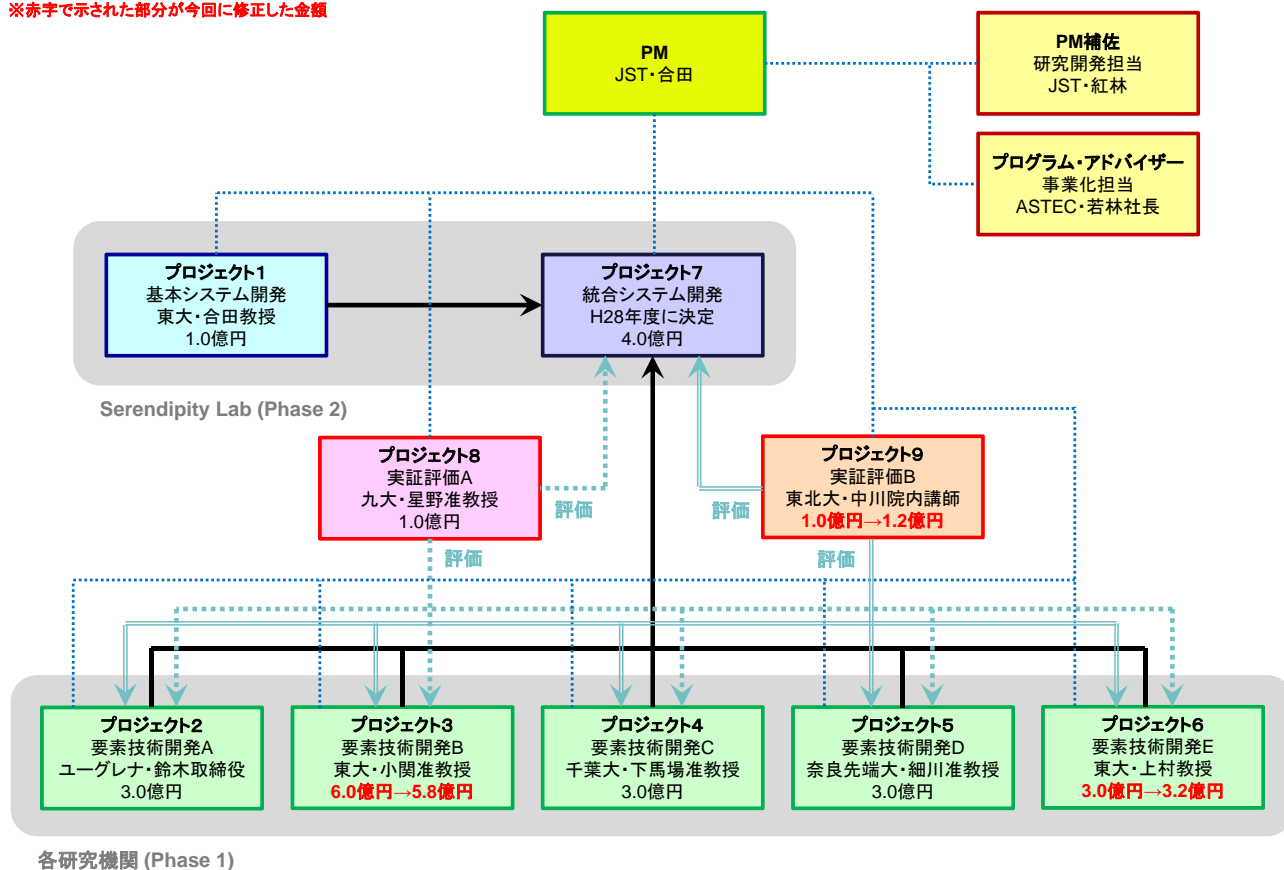 ※赤字で示された部分が今回に修正した金額
PM
JST・合田
PM補佐
研究開発担当
JST・紅林
プログラム・アドバイザー
事業化担当
ASTEC・若林社長
プロジェクト1
基本システム開発
東大・合田教授
1.0億円
プロジェクト7
統合システム開発
H28年度に決定
4.0億円
Serendipity Lab (Phase 2)
プロジェクト8
実証評価A
九大・星野准教授
1.0億円
評価
評価
プロジェクト9
実証評価B
東北大・中川院内講師
1.0億円→1.2億円
評価
評価
プロジェクト2
要素技術開発A
ユーグレナ・鈴木取締役
3.0億円
プロジェクト3
要素技術開発B
東大・小関准教授
6.0億円→5.8億円
プロジェクト4
要素技術開発C
千葉大・下馬場准教授
3.0億円
プロジェクト5
要素技術開発D
奈良先端大・細川准教授
3.0億円
プロジェクト6
要素技術開発E
東大・上村教授
3.0億円→3.2億円
各研究機関 (Phase 1)